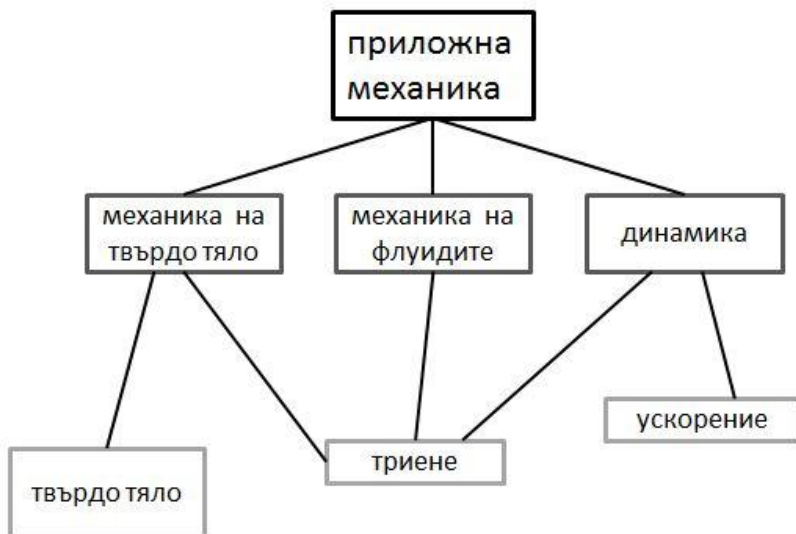 приложна
механика
механика на
твърдо тяло
механика на
флуидите
динамика
ускорение
триене
твърдо тяло